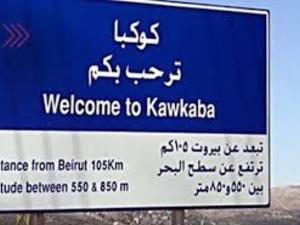 كوكبا
ترحب بكم
Welcome to Kawkaba
تبعد عن بيروت ١٠٥كم
ترتفع عن سطح البحر
بين ٥٥٠و٨٥٠متر
tance from Beirut 105Km
tude between 550 & 850 m